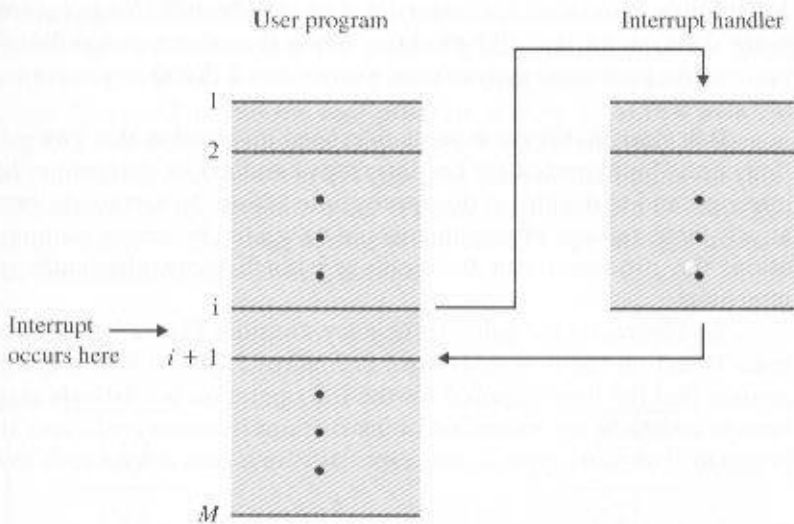 User program
Interrupt handler
1
2
i
Interrupt
occurs here
i + 1
M